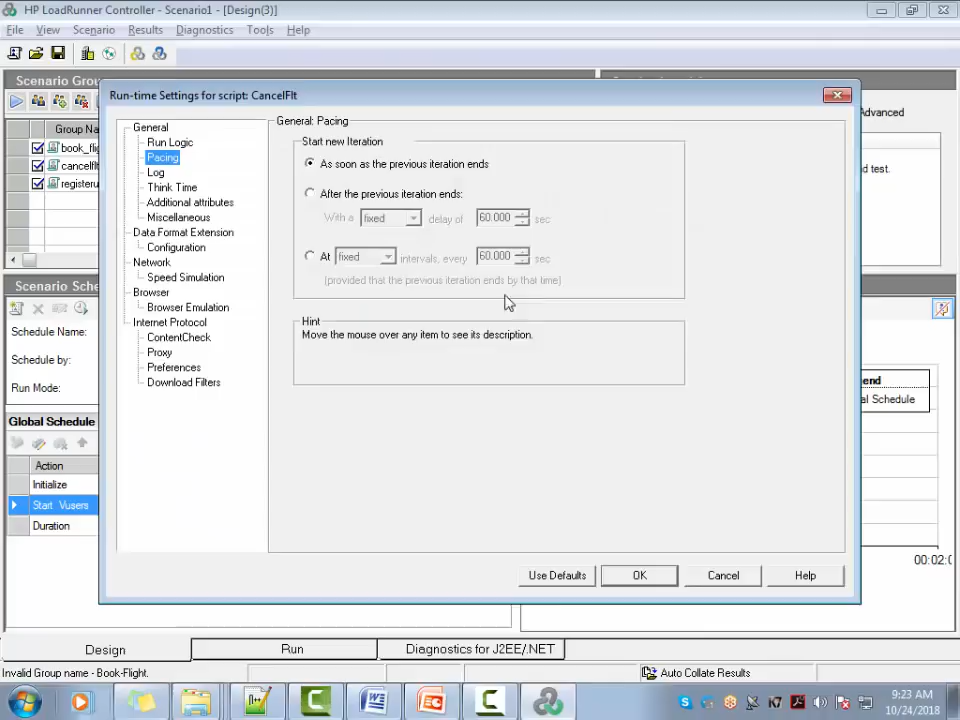 HP LoadRunner Controller - Scenario1 - [Design(3)]
File View Scenario Results Diagnostics Tools Help
Scenario Grou
Run-time Settings for script: CancelFlt
Advanced
Group Na
book_flig
cancelflt
registeru
nd test.
General
Run Logic
Pacing
Log
Think Time
Additional attributes
Miscellaneous
Data Format Extension
Configuration
Network
Speed Simulation
Browser
Browser Emulation
Internet Protocol
ContentCheck
Proxy
Preferences
Download Filters
General: Pacing
Start new Iteration
As soon as the previous iteration ends
After the previous iteration ends:
With a fixed delay of 60.000 sec
At fixed intervals, every 60.000 sec
(provided that the previous iteration ends by that time)
Hint
Move the mouse over any item to see its description.
Scenario Sche
Schedule Name:
Schedule by:
Run Mode:
Global Schedule
Action
Initialize
Start Vusers
Duration
end
al Schedule
00:02:0
Use Defaults OK Cancel Help
Design Run Diagnostics for J2EE/.NET
Invalid Group name - Book-Flight.
Auto Collate Results
9:23 AM
10/24/2018